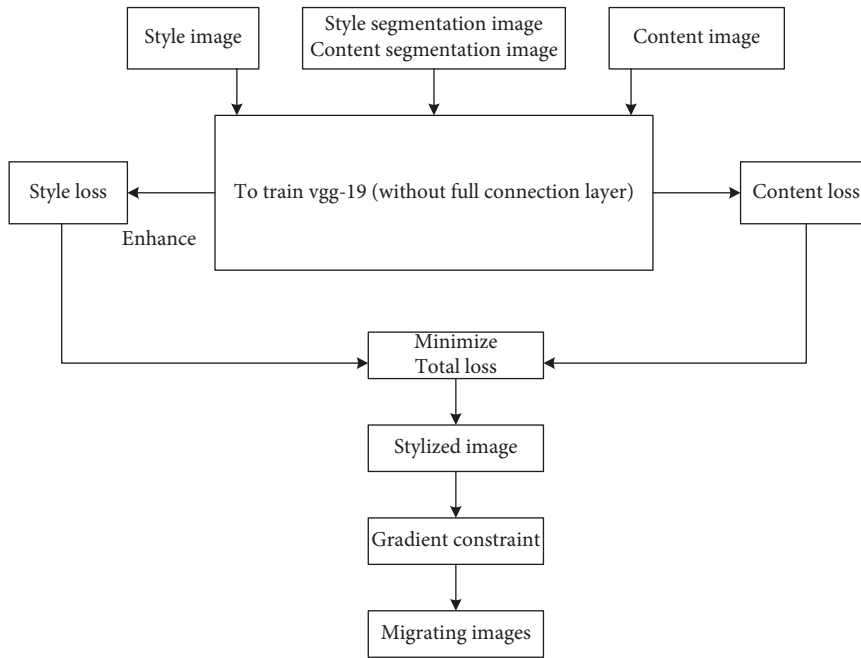 Style image
Style segmentation image
Content segmentation image
Content image
To train vgg-19 (without full connection layer)
Style loss
Content loss
Enhance
Minimize
Total loss
Stylized image
Gradient constraint
Migrating images